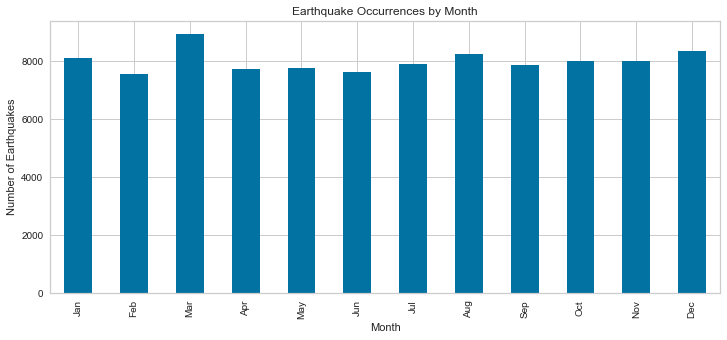 Earthquake Occurrences by Month
Number of Earthquakes
8000
6000
4000
2000
0
Jan
Feb
Mar
Apr
May
Jun
Jul
Aug
Sep
Oct
Nov
Dec
Month